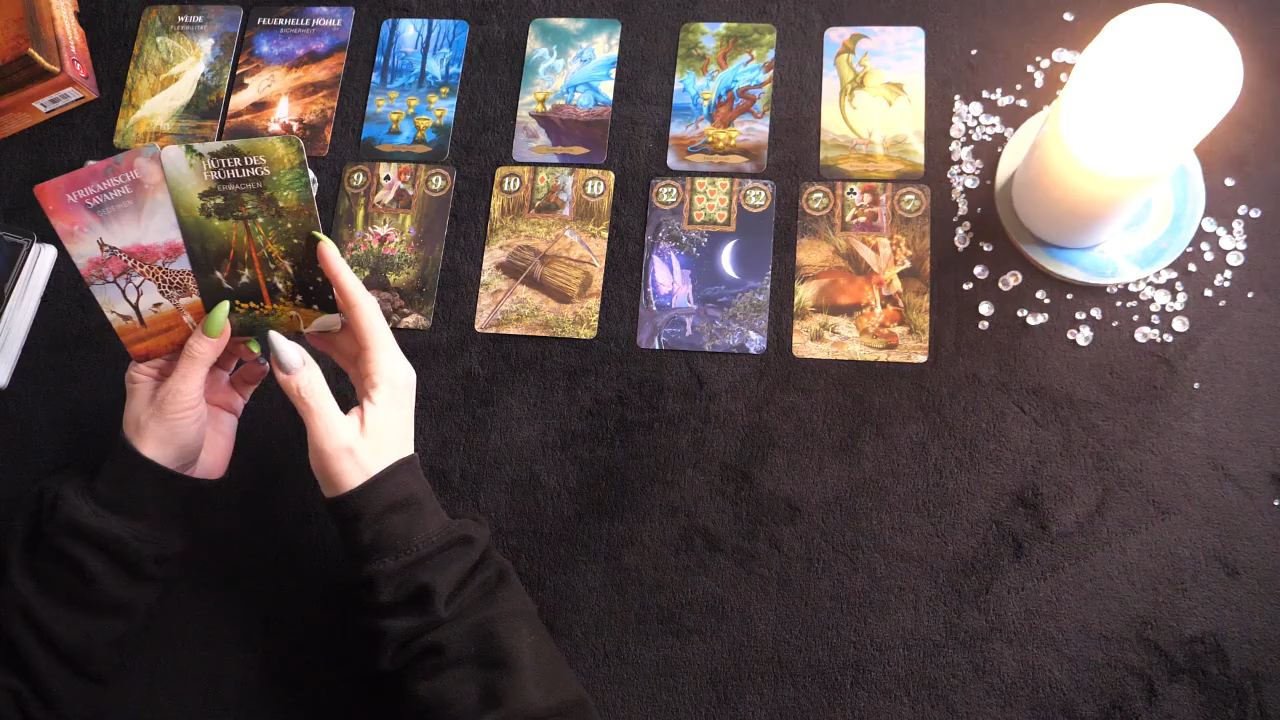 WEIDE
FLEXIBILITÄT
FEUERHELLE HÖHLE
SICHERHEIT
AFRIKANISCHE
SAVANNE
GEDEIHEN
HÜTER DES
FRÜHLINGS
ERWACHEN
9 9
10 10
32 32
7 7